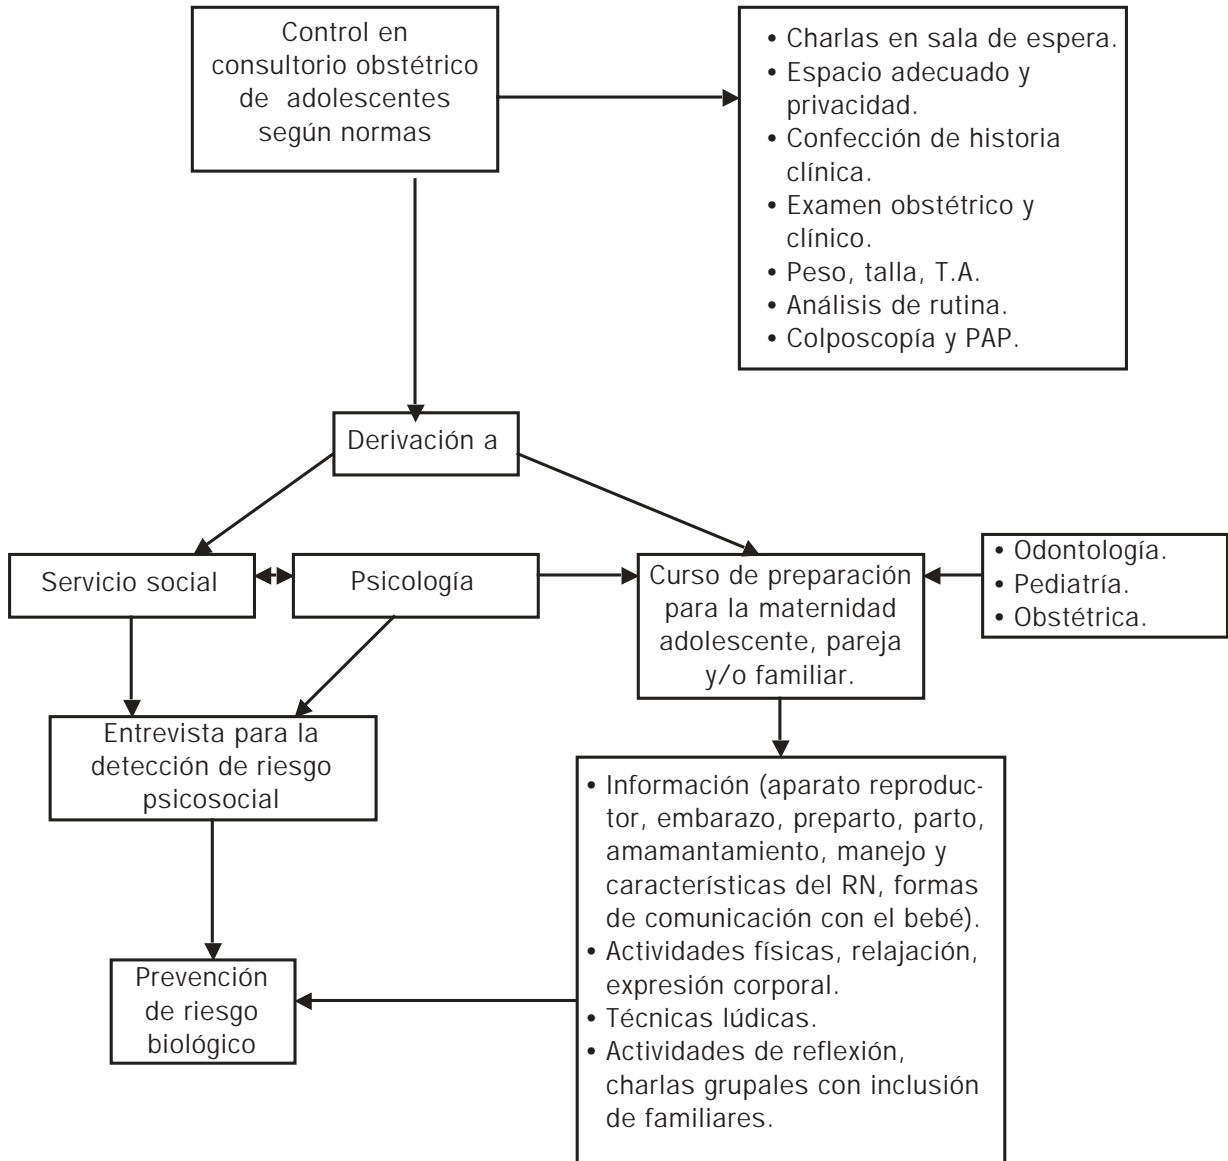 Control en
consultorio obstétrico
de adolescentes
según normas
• Charlas en sala de espera.
• Espacio adecuado y
privacidad.
• Confección de historia
clínica.
• Examen obstétrico y
clínico.
• Peso, talla, T.A.
• Análisis de rutina.
• Colposcopía y PAP.
Derivación a
Servicio social
Psicología
Curso de preparación
para la maternidad
adolescente, pareja
y/o familiar.
• Odontología.
• Pediatría.
• Obstétrica.
Entrevista para la
detección de riesgo
psicosocial
• Información (aparato reproduc-
tor, embarazo, preparto, parto,
amamantamiento, manejo y
características del RN, formas
de comunicación con el bebé).
• Actividades físicas, relajación,
expresión corporal.
• Técnicas lúdicas.
• Actividades de reflexión,
charlas grupales con inclusión
de familiares.
Prevención
de riesgo
biológico